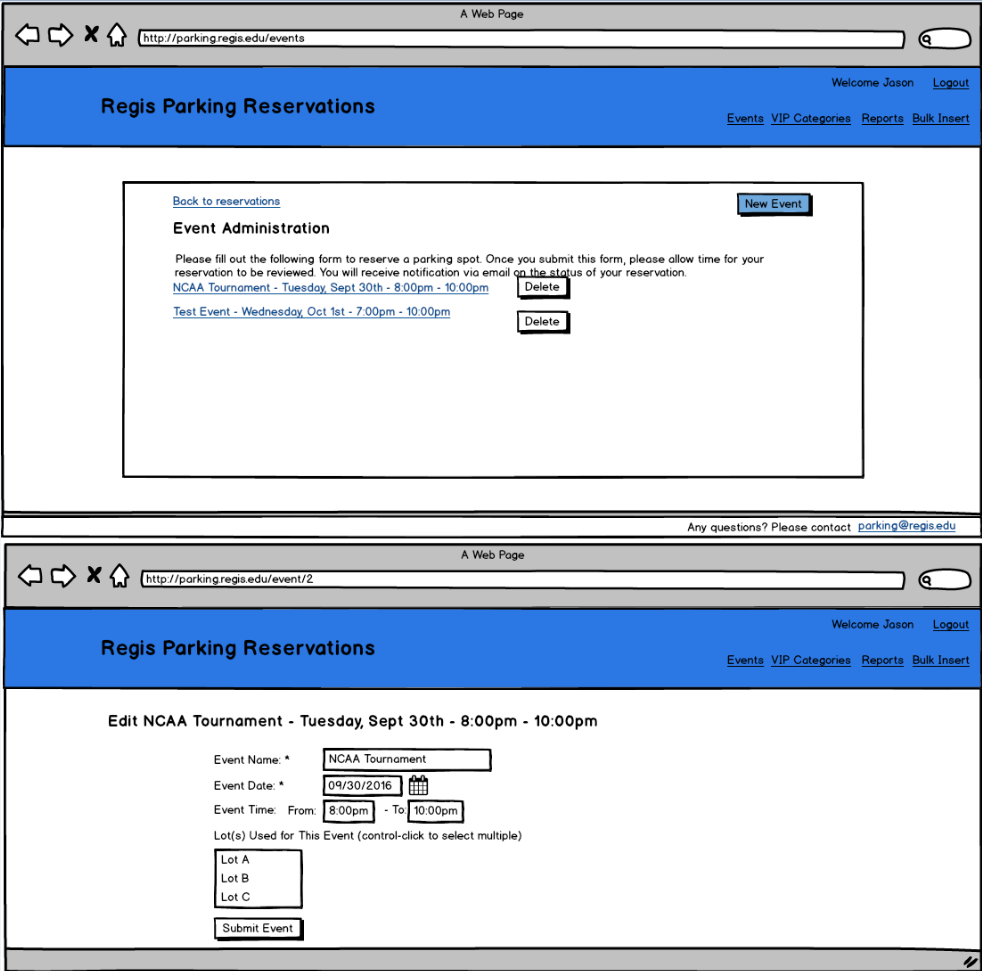 A Web Page
http://parking.regis.edu/events
Welcome Jason Logout
Regis Parking Reservations
Events VIP Categories Reports Bulk Insert
Back to reservations New Event
Event Administration
Please fill out the following form to reserve a parking spot. Once you submit this form, please allow time for your
reservation to be reviewed. You will receive notification via email on the status of your reservation.
NCAA Tournament - Tuesday, Sept 30th - 8:00pm - 10:00pm Delete
Test Event - Wednesday, Oct 1st - 7:00pm - 10:00pm Delete
Any questions? Please contact parking@regis.edu
A Web Page
http://parking.regis.edu/event/2
Welcome Jason Logout
Regis Parking Reservations
Events VIP Categories Reports Bulk Insert
Edit NCAA Tournament - Tuesday, Sept 30th - 8:00pm - 10:00pm
Event Name: * NCAA Tournament
Event Date: * 09/30/2016
Event Time: From: 8:00pm - To: 10:00pm
Lot(s) Used for This Event (control-click to select multiple)
Lot A
Lot B
Lot C
Submit Event